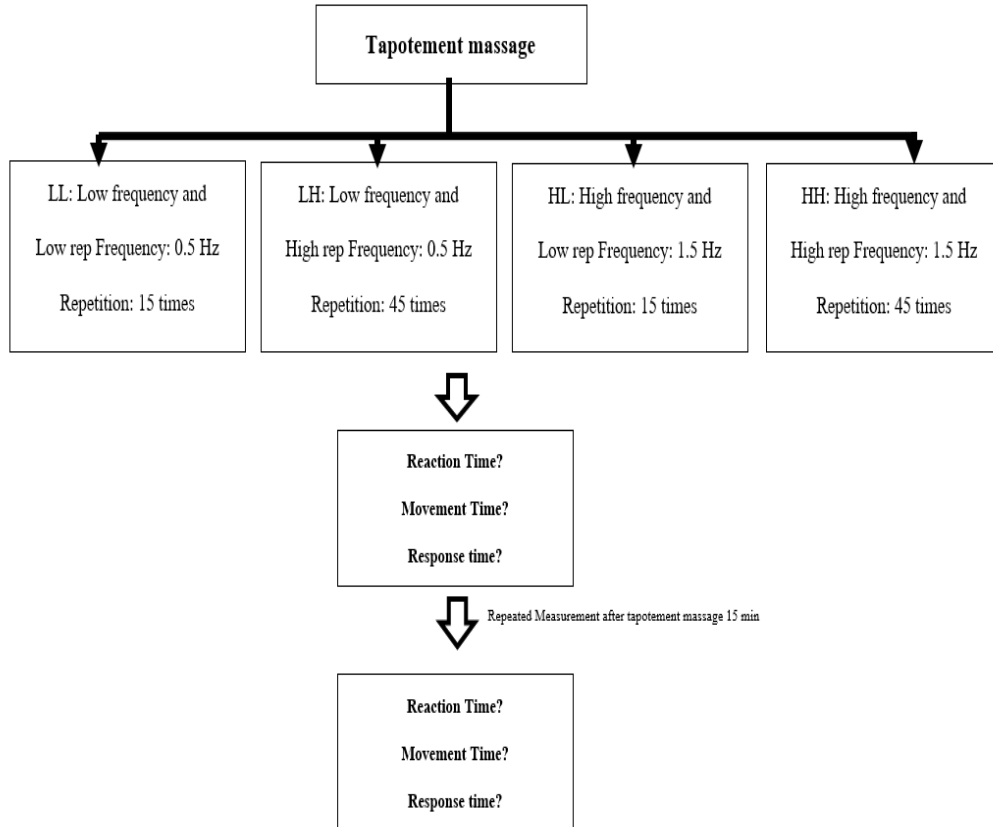 Tapotement massage
LL: Low frequency and
Low rep Frequency: 0.5 Hz
Repetition: 15 times
LH: Low frequency and
High rep Frequency: 0.5 Hz
Repetition: 45 times
HL: High frequency and
Low rep Frequency: 1.5 Hz
Repetition: 15 times
HH: High frequency and
High rep Frequency: 1.5 Hz
Repetition: 45 times
Reaction Time?
Movement Time?
Response time?
Repeated Measurement after tapotement massage 15 min
Reaction Time?
Movement Time?
Response time?